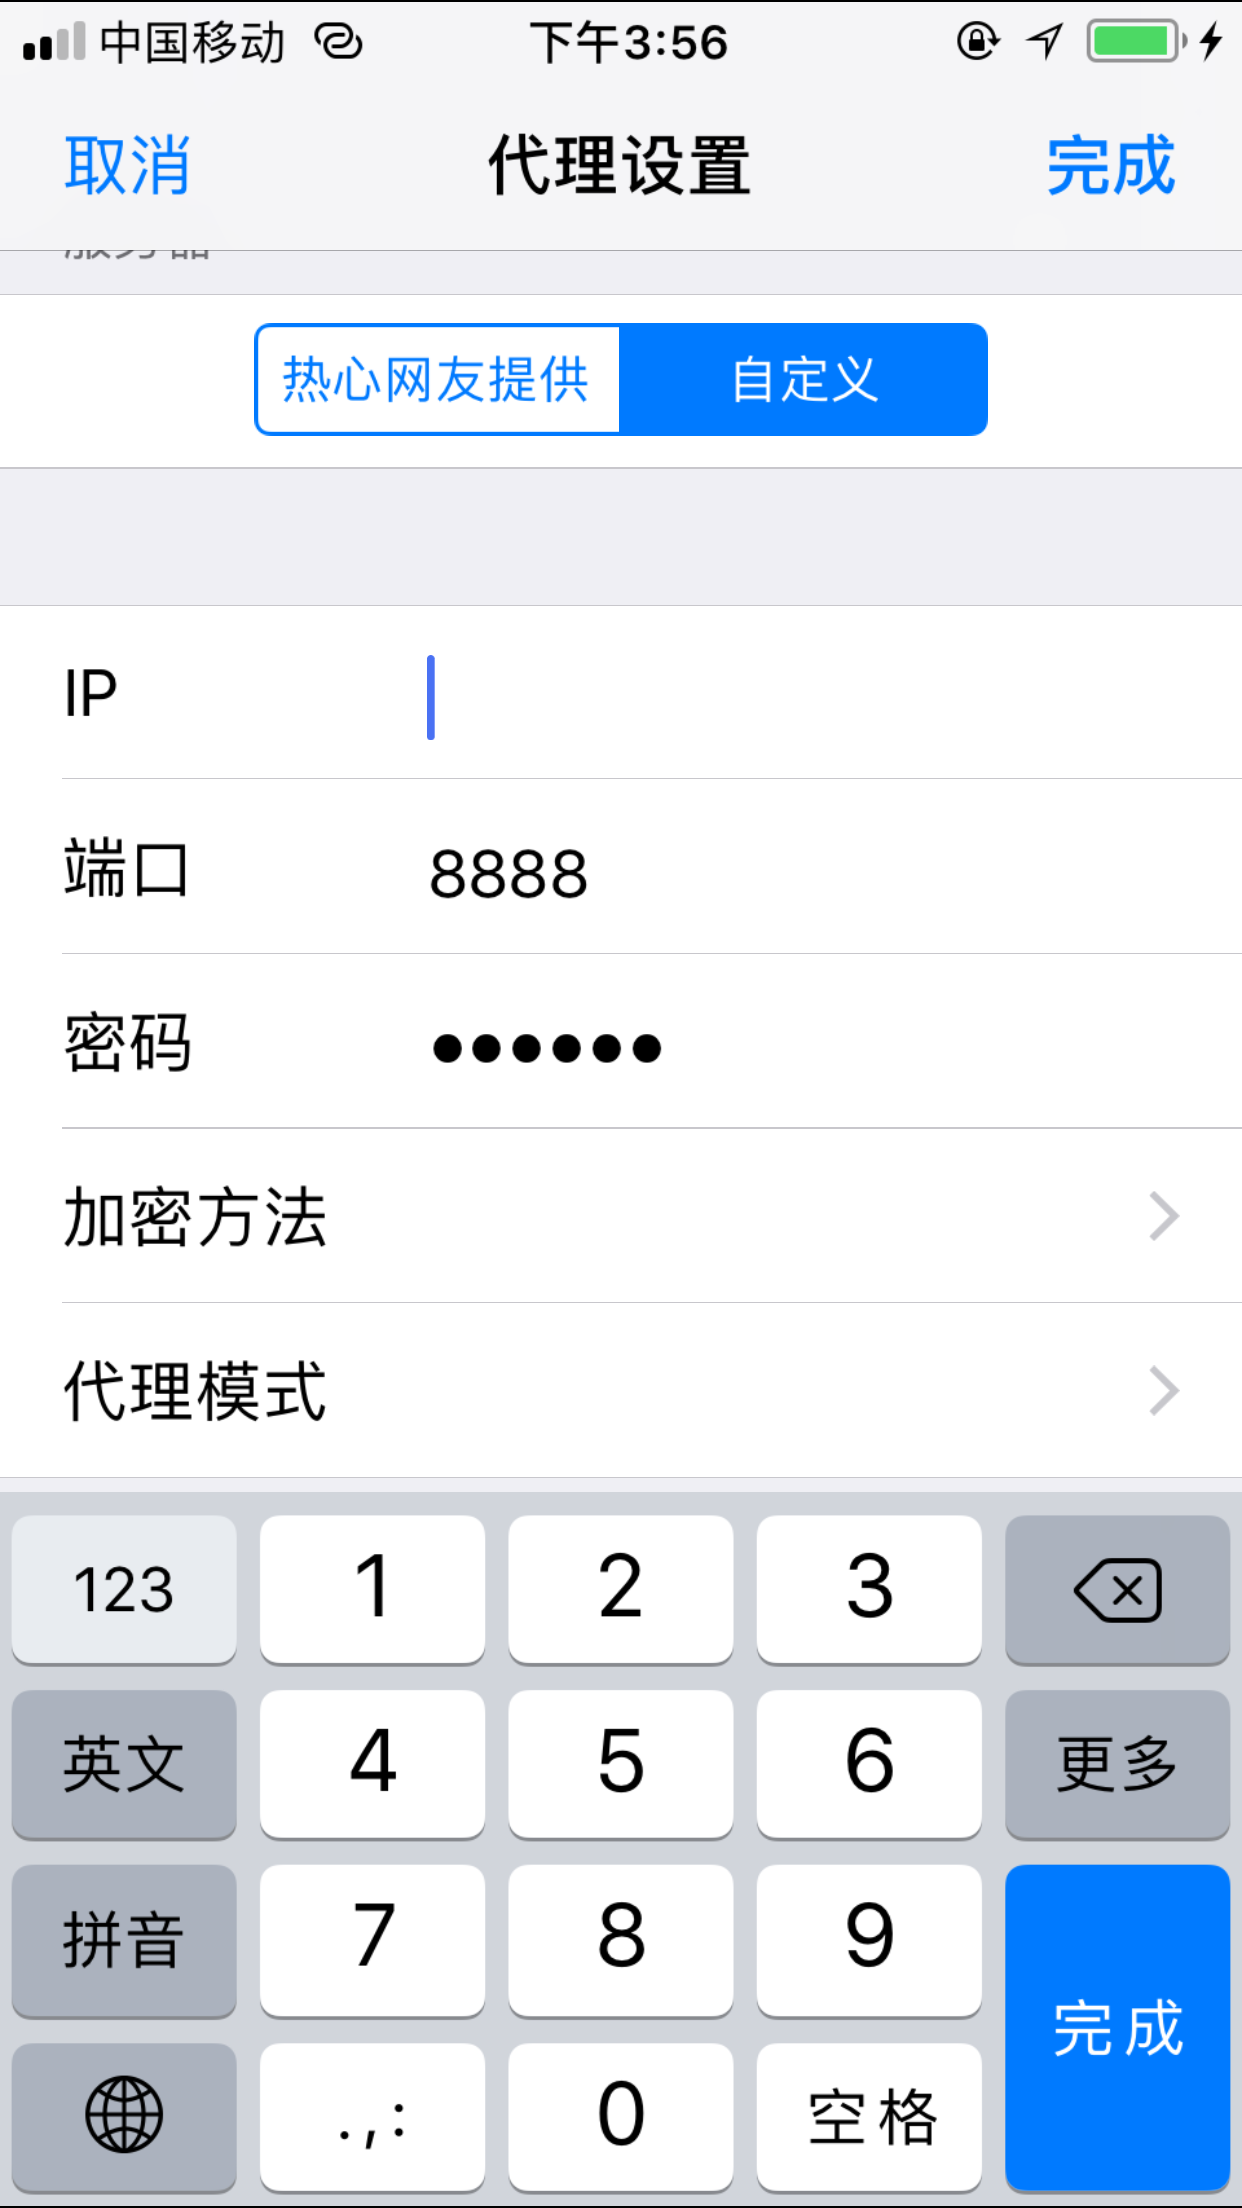 中国移动 下午3:56
取消 代理设置 完成
服务器
热心网友提供 自定义
IP
端口 8888
密码 ●●●●●●
加密方法
代理模式
123 1 2 3
英文 4 5 6 更多
拼音 7 8 9
完成
.,: 0 空格